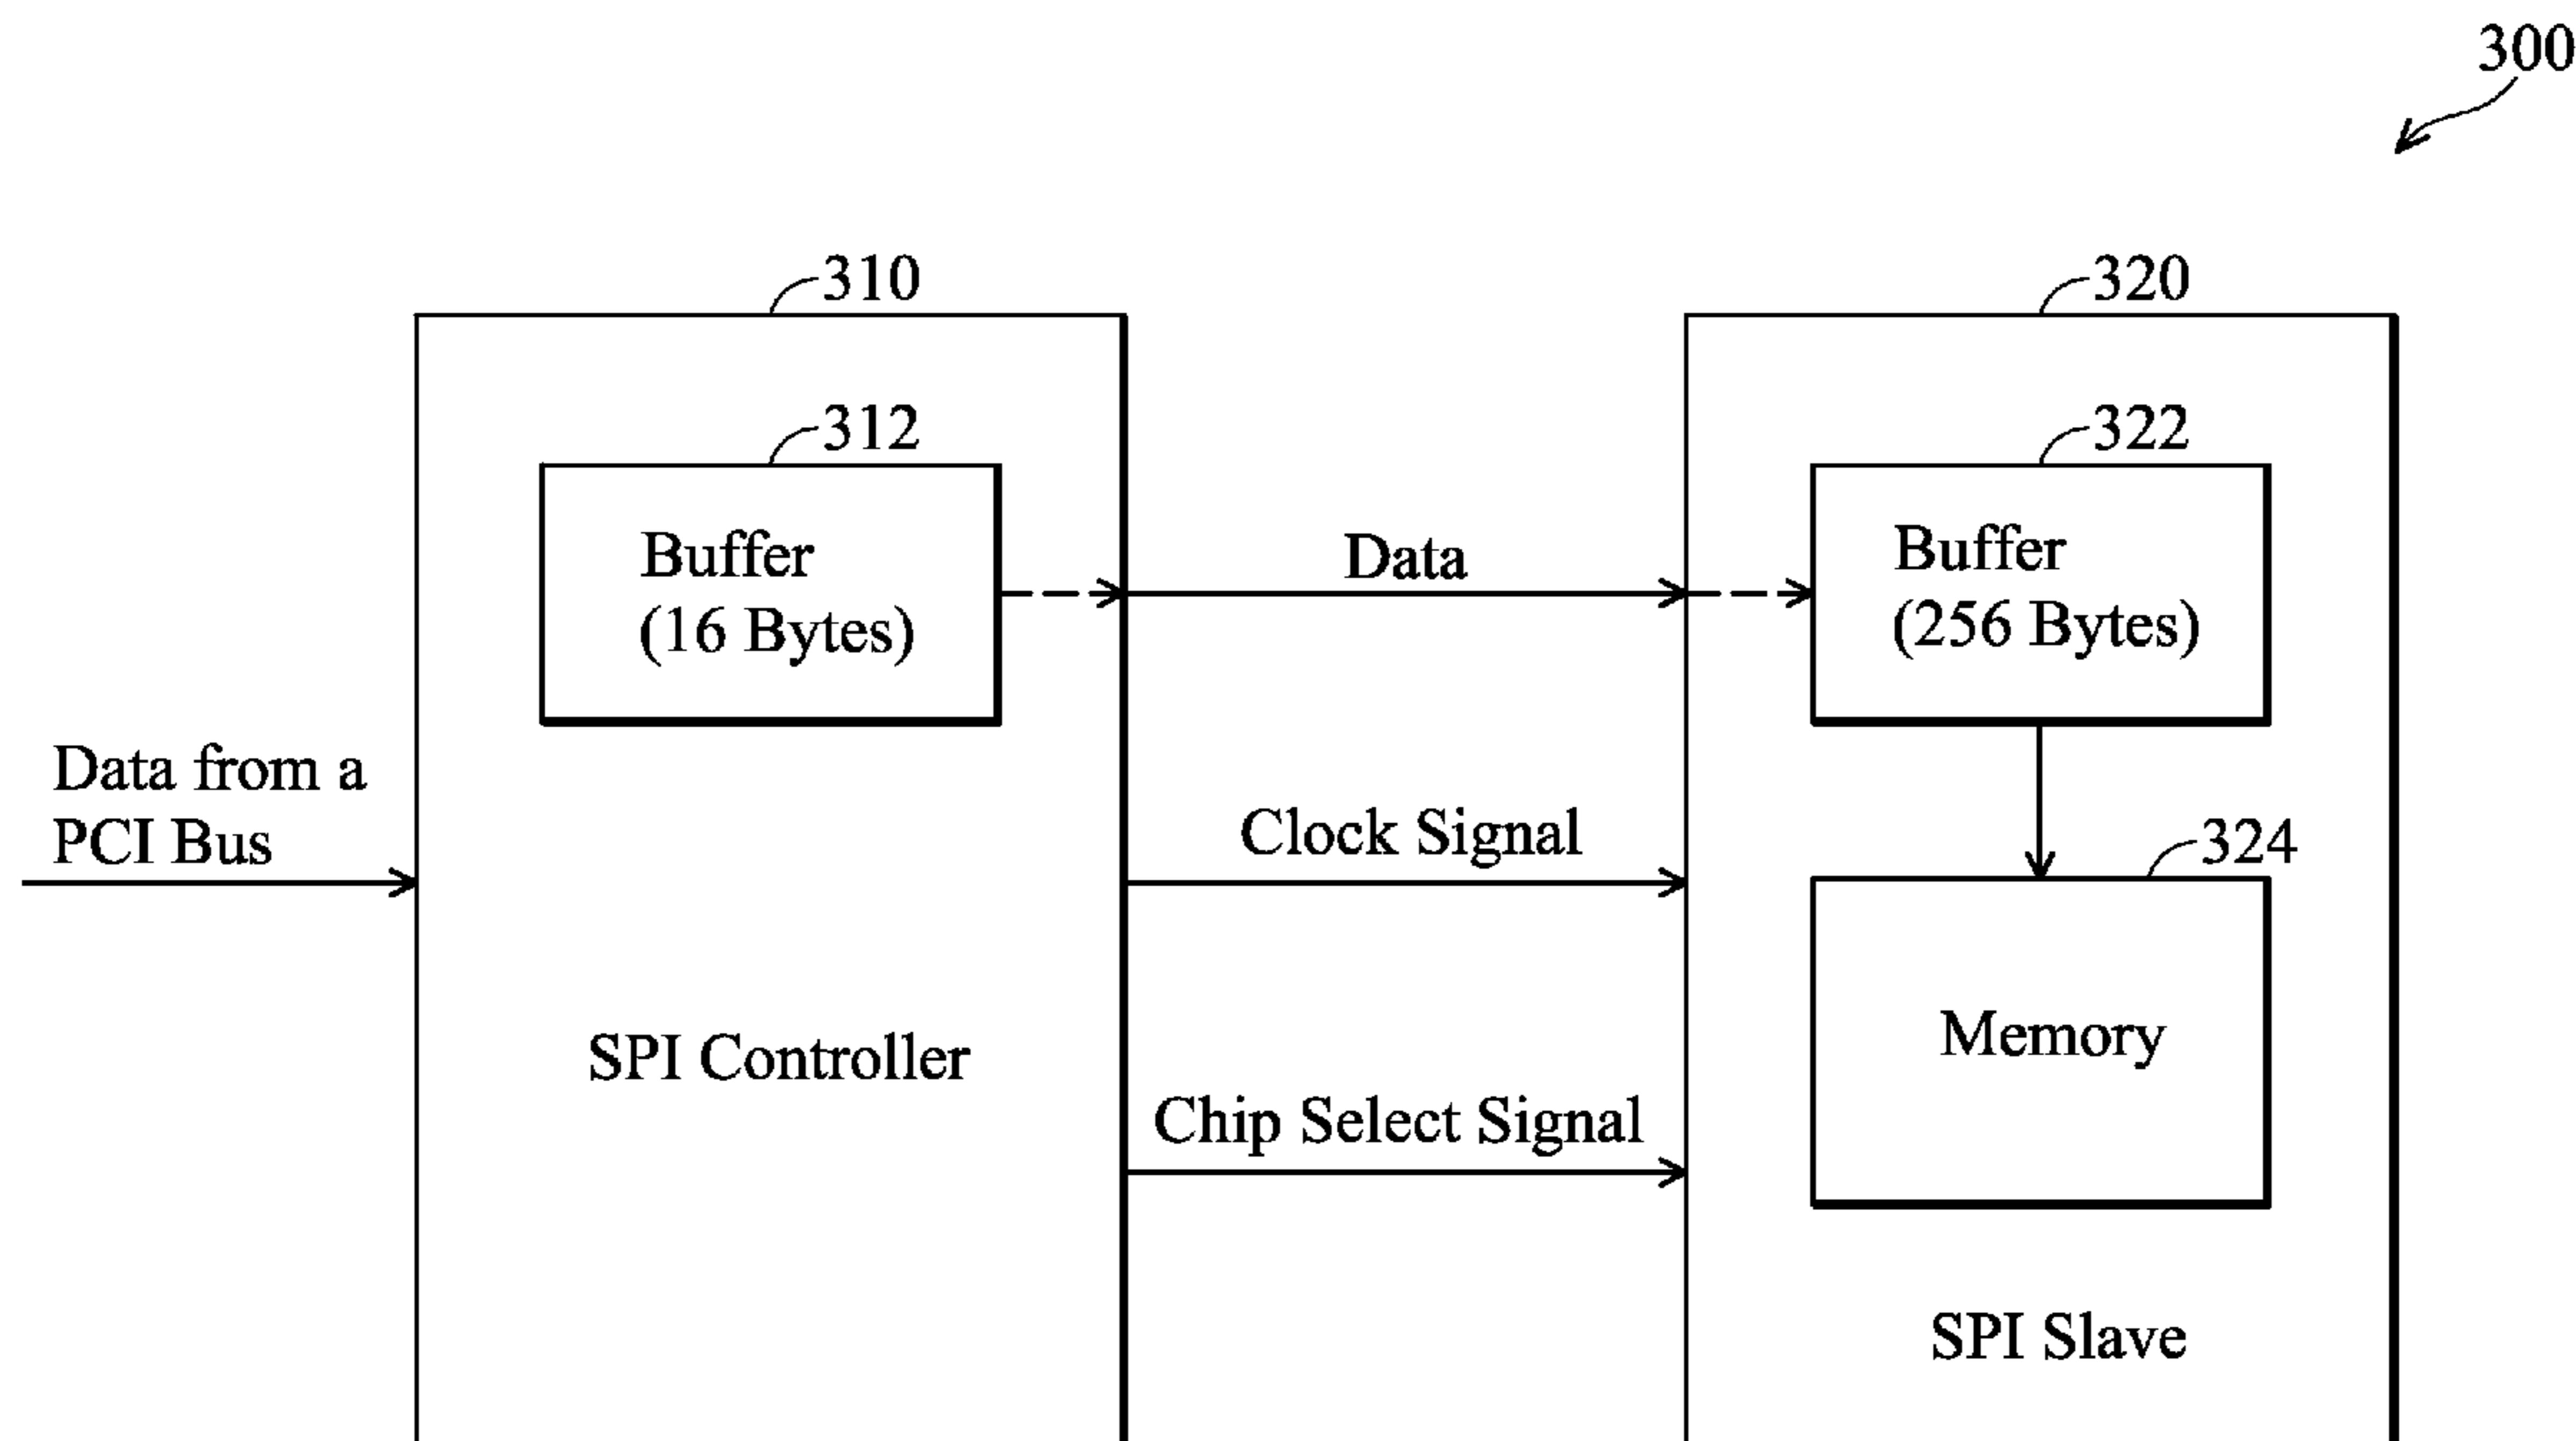 300
310
320
312
322
Buffer
(16 Bytes)
Data
Buffer
(256 Bytes)
Data from a
PCI Bus
Clock Signal
324
SPI Controller
Memory
Chip Select Signal
SPI Slave